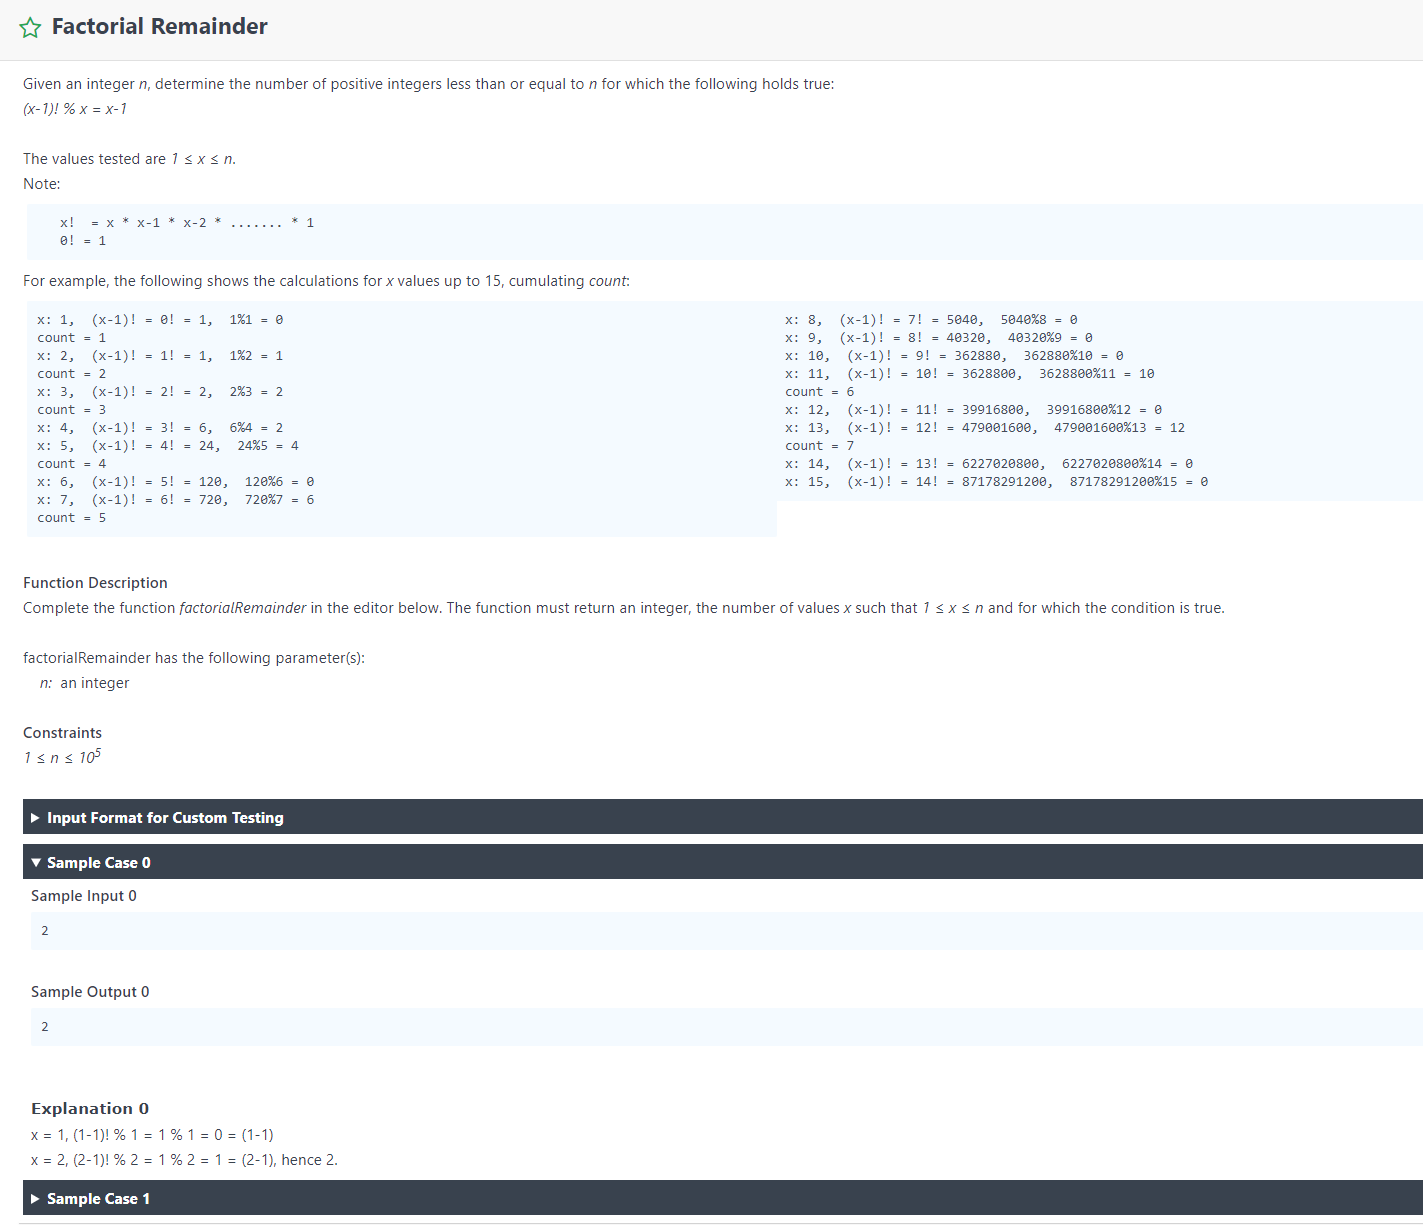 Factorial Remainder
Given an integer n, determine the number of positive integers less than or equal to n for which the following holds true:
(x-1)! % x = x-1
The values tested are 1 ≤ x ≤ n.
Note:
x!  = x * x-1 * x-2 * ....... * 1
0! = 1
For example, the following shows the calculations for x values up to 15, cumulating count:
x: 1,  (x-1)! = 0! = 1,  1%1 = 0
count = 1
x: 2,  (x-1)! = 1! = 1,  1%2 = 1
count = 2
x: 3,  (x-1)! = 2! = 2,  2%3 = 2
count = 3
x: 4,  (x-1)! = 3! = 6,  6%4 = 2
x: 5,  (x-1)! = 4! = 24,  24%5 = 4
count = 4
x: 6,  (x-1)! = 5! = 120,  120%6 = 0
x: 7,  (x-1)! = 6! = 720,  720%7 = 6
count = 5
x: 8,  (x-1)! = 7! = 5040,  5040%8 = 0
x: 9,  (x-1)! = 8! = 40320,  40320%9 = 0
x: 10,  (x-1)! = 9! = 362880,  362880%10 = 0
x: 11,  (x-1)! = 10! = 3628800,  3628800%11 = 10
count = 6
x: 12,  (x-1)! = 11! = 39916800,  39916800%12 = 0
x: 13,  (x-1)! = 12! = 479001600,  479001600%13 = 12
count = 7
x: 14,  (x-1)! = 13! = 6227020800,  6227020800%14 = 0
x: 15,  (x-1)! = 14! = 87178291200,  87178291200%15 = 0
Function Description
Complete the function factorialRemainder in the editor below. The function must return an integer, the number of values x such that 1 ≤ x ≤ n and for which the condition is true.
factorialRemainder has the following parameter(s):
n:  an integer
Constraints
1 ≤ n ≤ 10⁵
▶ Input Format for Custom Testing
▼ Sample Case 0
Sample Input 0
2
Sample Output 0
2
Explanation 0
x = 1, (1-1)! % 1 = 1 % 1 = 0 = (1-1)
x = 2, (2-1)! % 2 = 1 % 2 = 1 = (2-1), hence 2.
▶ Sample Case 1